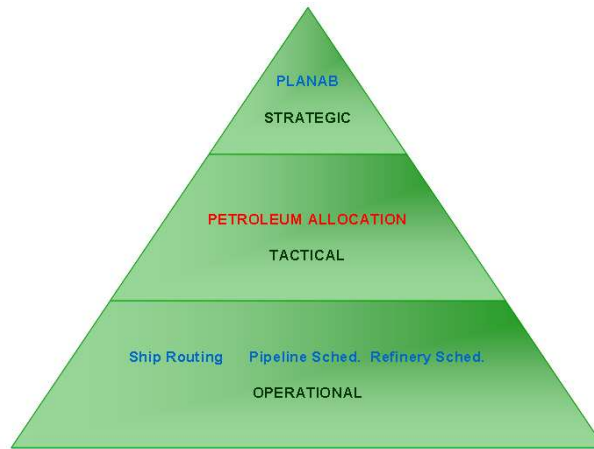 PLANAB
STRATEGIC
PETROLEUM ALLOCATION
TACTICAL
Ship Routing Pipeline Sched. Refinery Sched.
OPERATIONAL